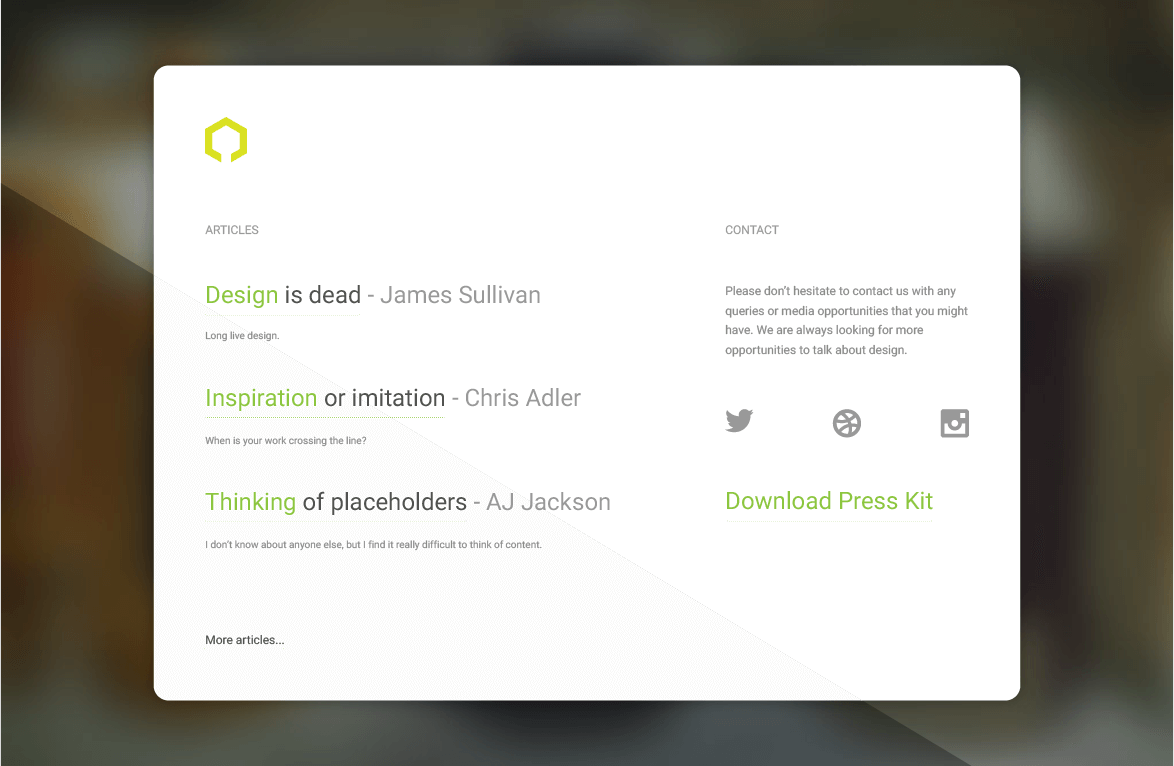 ARTICLES
Design is dead - James Sullivan
Long live design.
Inspiration or imitation - Chris Adler
When is your work crossing the line?
Thinking of placeholders - AJ Jackson
I don’t know about anyone else, but I find it really difficult to think of content.
More articles...
CONTACT
Please don’t hesitate to contact us with any
queries or media opportunities that you might
have. We are always looking for more
opportunities to talk about design.
Download Press Kit